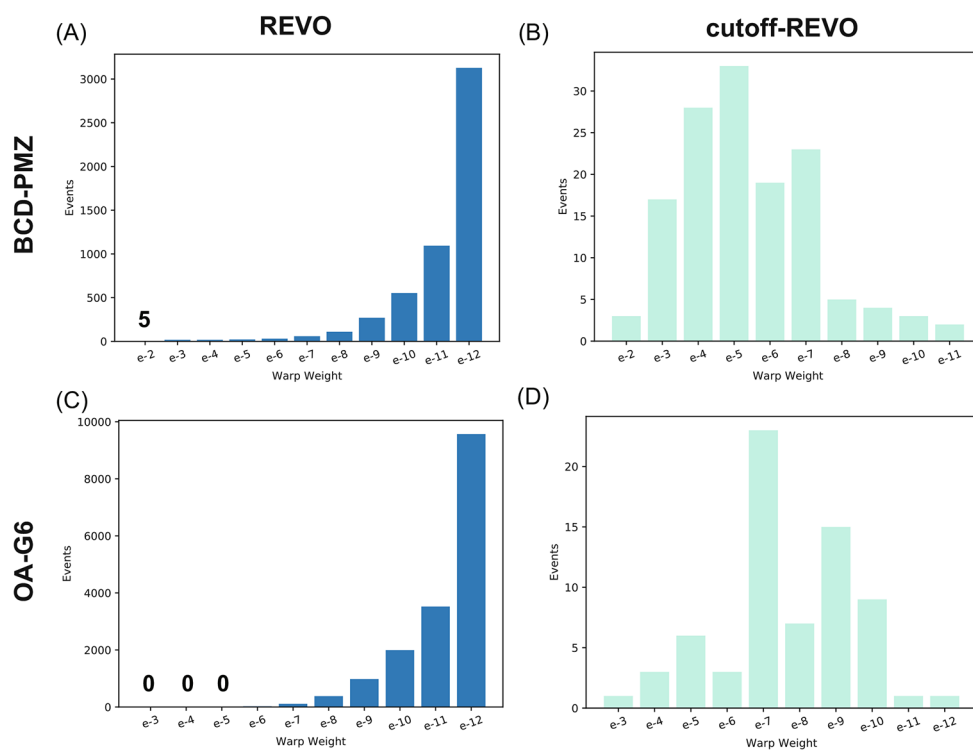 REVO
cutoff-REVO
BCD-PMZ
OA-G6
(A)
3000
2500
2000
1500
1000
500
0
Events
5
e-2 e-3 e-4 e-5 e-6 e-7 e-8 e-9 e-10 e-11 e-12
Warp Weight
(B)
30
25
20
15
10
5
0
Events
e-2 e-3 e-4 e-5 e-6 e-7 e-8 e-9 e-10 e-11
Warp Weight
(C)
10000
8000
6000
4000
2000
0
Events
0 0 0
e-3 e-4 e-5 e-6 e-7 e-8 e-9 e-10 e-11 e-12
Warp Weight
(D)
20
15
10
5
0
Events
e-3 e-4 e-5 e-6 e-7 e-8 e-9 e-10 e-11 e-12
Warp Weight